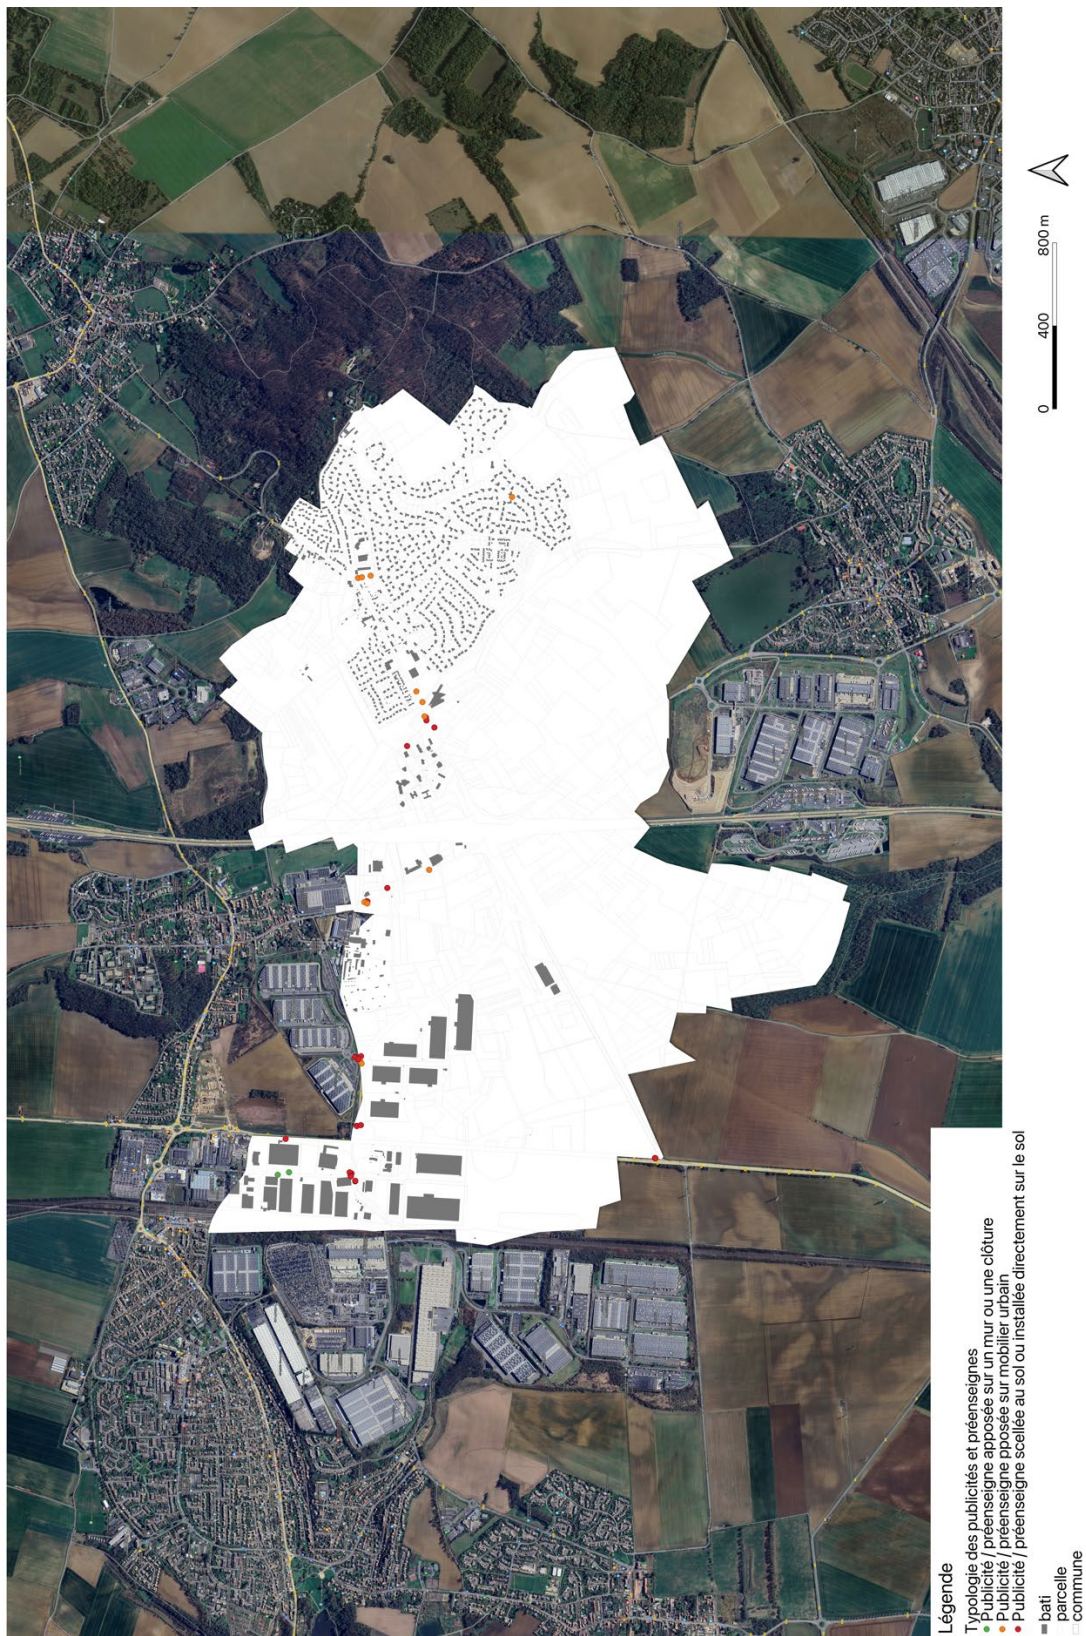 Légende
Typologie des publicités et préenseignes
Publicité / préenseigne apposée sur un mur ou une clôture
Publicité / préenseigne pposée sur mobilier urbain
Publicité / préenseigne scellée au sol ou installée directement sur le sol
bati
parcelle
commune
0 400 800 m